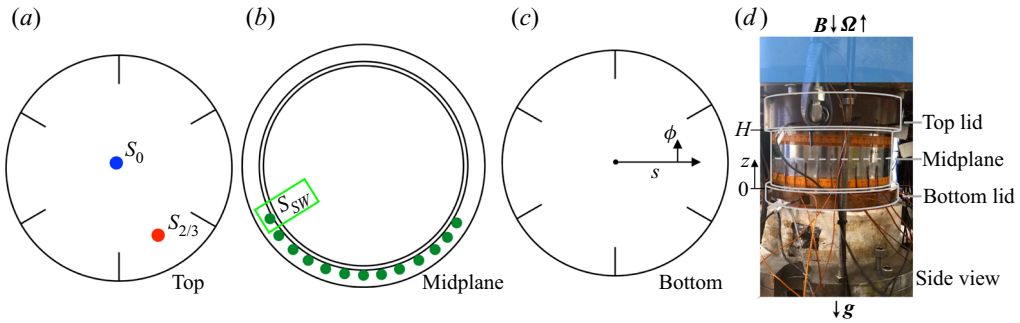 (a)
S0
S2/3
Top
(b)
SSW
Midplane
(c)
ϕ
s
Bottom
(d)
B↓Ω↑
H
z
0
Top lid
Midplane
Bottom lid
Side view
↓g